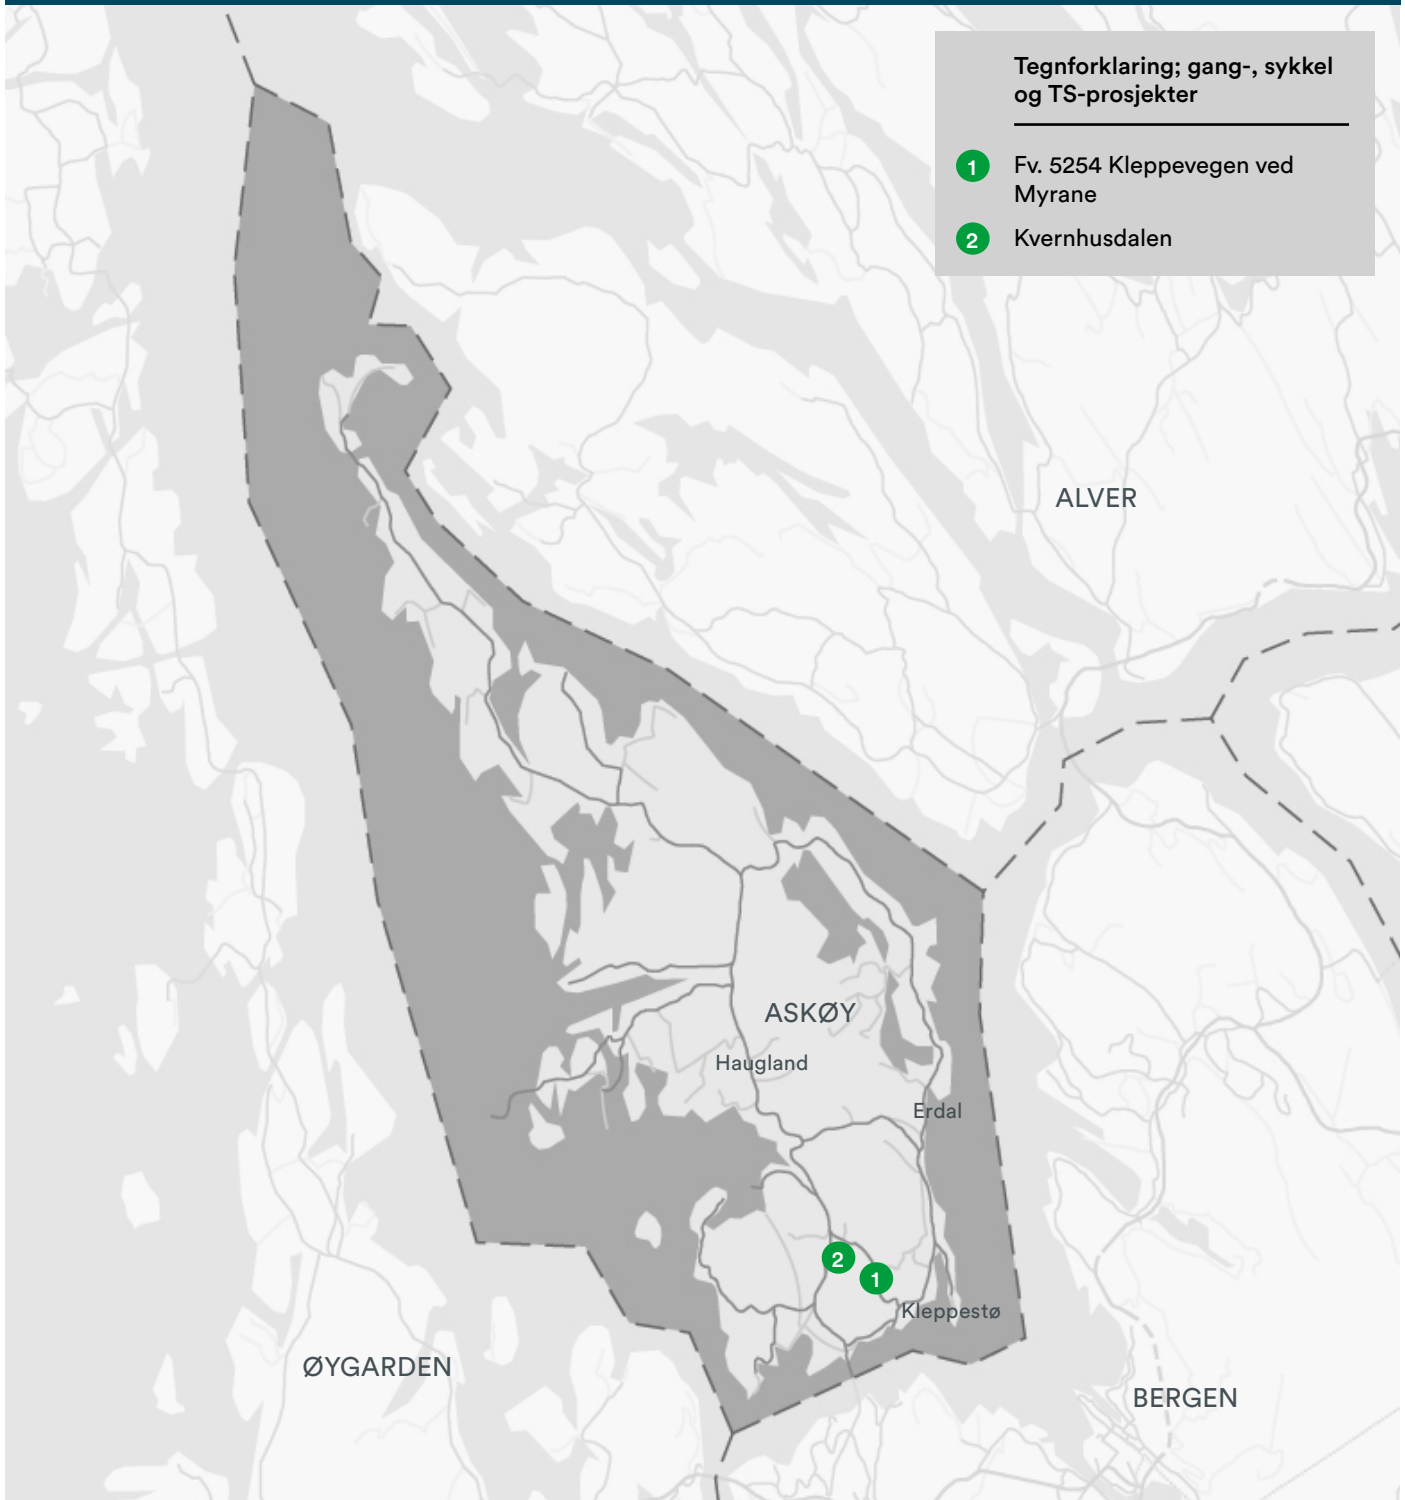 Tegnforklaring; gang-, sykkel
og TS-prosjekter
1 Fv. 5254 Kleppevegen ved
Myrane
2 Kvernhusdalen
ALVER
ASKØY
Haugland
Erdal
2
1
Kleppestø
ØYGARDEN
BERGEN